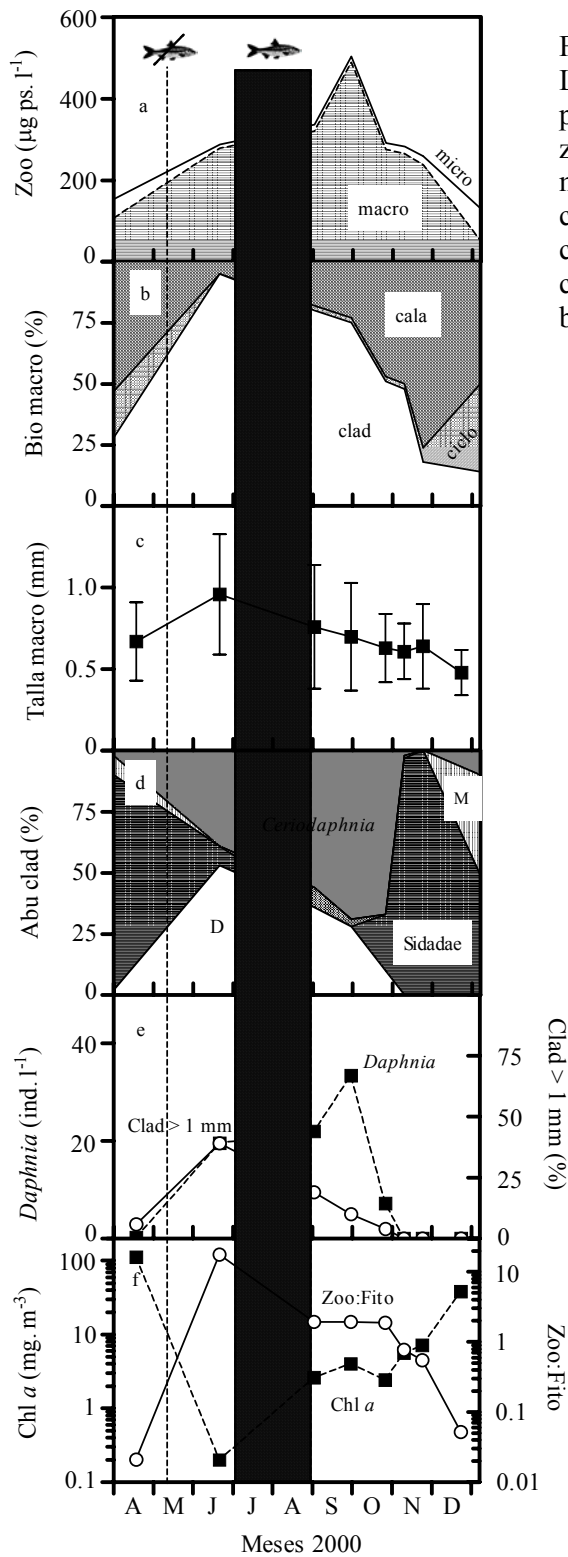 600
400
200
0
Zoo (µg ps. l-1)
a
micro
macro
75
50
25
0
Bio macro (%)
b
cala
clad
ciclo
1.0
0.5
0
Talla macro (mm)
c
75
50
25
0
Abu clad (%)
d
Ceriodaphnia
M
D
Sidadae
40
20
0
Daphnia (ind. l-1)
e
Daphnia
Clad > 1 mm
75
50
25
0
Clad > 1 mm (%)
100
10
1
0.1
Chl a (mg. m-3)
f
Zoo:Fito
Chl a
10
1
0.1
0.01
Zoo:Fito
A M J J A S O N D
Meses 2000